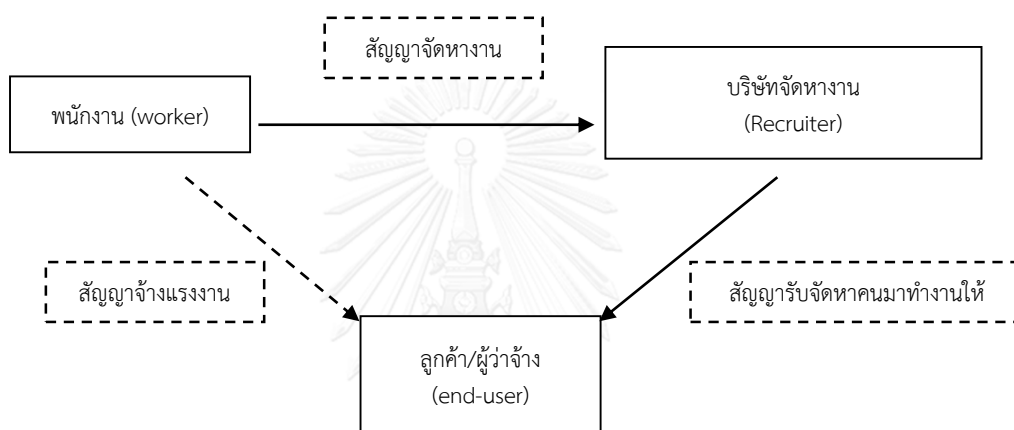 สัญญาจัดหางาน
พนักงาน (worker)
บริษัทจัดหางาน
(Recruiter)
สัญญาจ้างแรงงาน
สัญญารับจัดหาคนมาทำงานให้
ลูกค้า/ผู้ว่าจ้าง
(end-user)